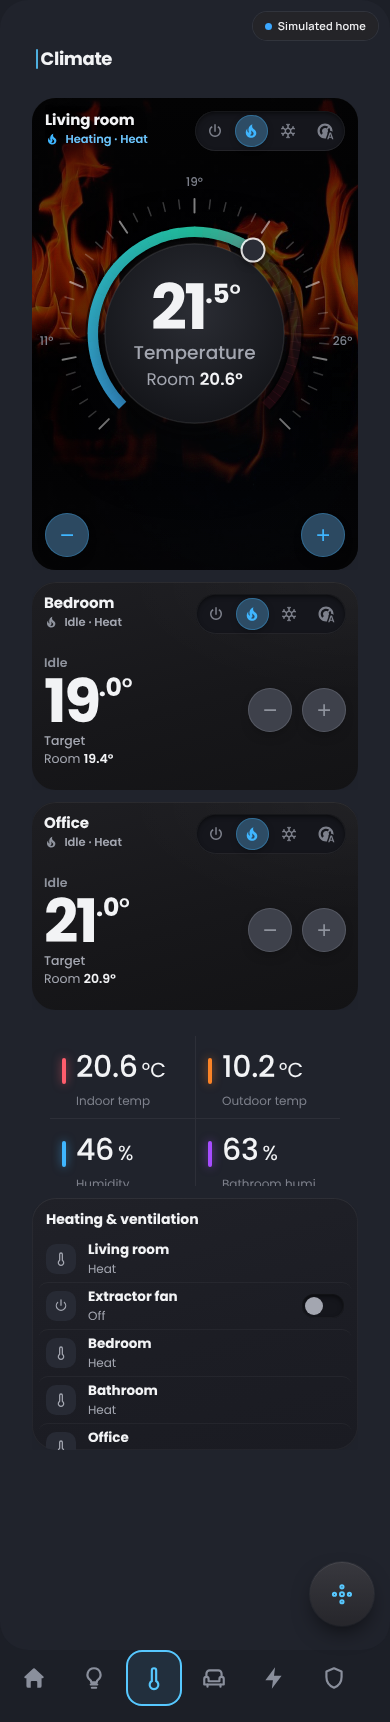 Simulated home
Climate
Living room
Heating · Heat
A
19°
11°
26°
21.5°
Temperature
Room 20.6°
−
+
Bedroom
Idle · Heat
A
Idle
19.0°
Target
Room 19.4°
−
+
Office
Idle · Heat
A
Idle
21.0°
Target
Room 20.9°
−
+
20.6 °C
Indoor temp
10.2 °C
Outdoor temp
46 %
Humidity
63 %
Bathroom humi
Heating & ventilation
Living room
Heat
Extractor fan
Off
Bedroom
Heat
Bathroom
Heat
Office